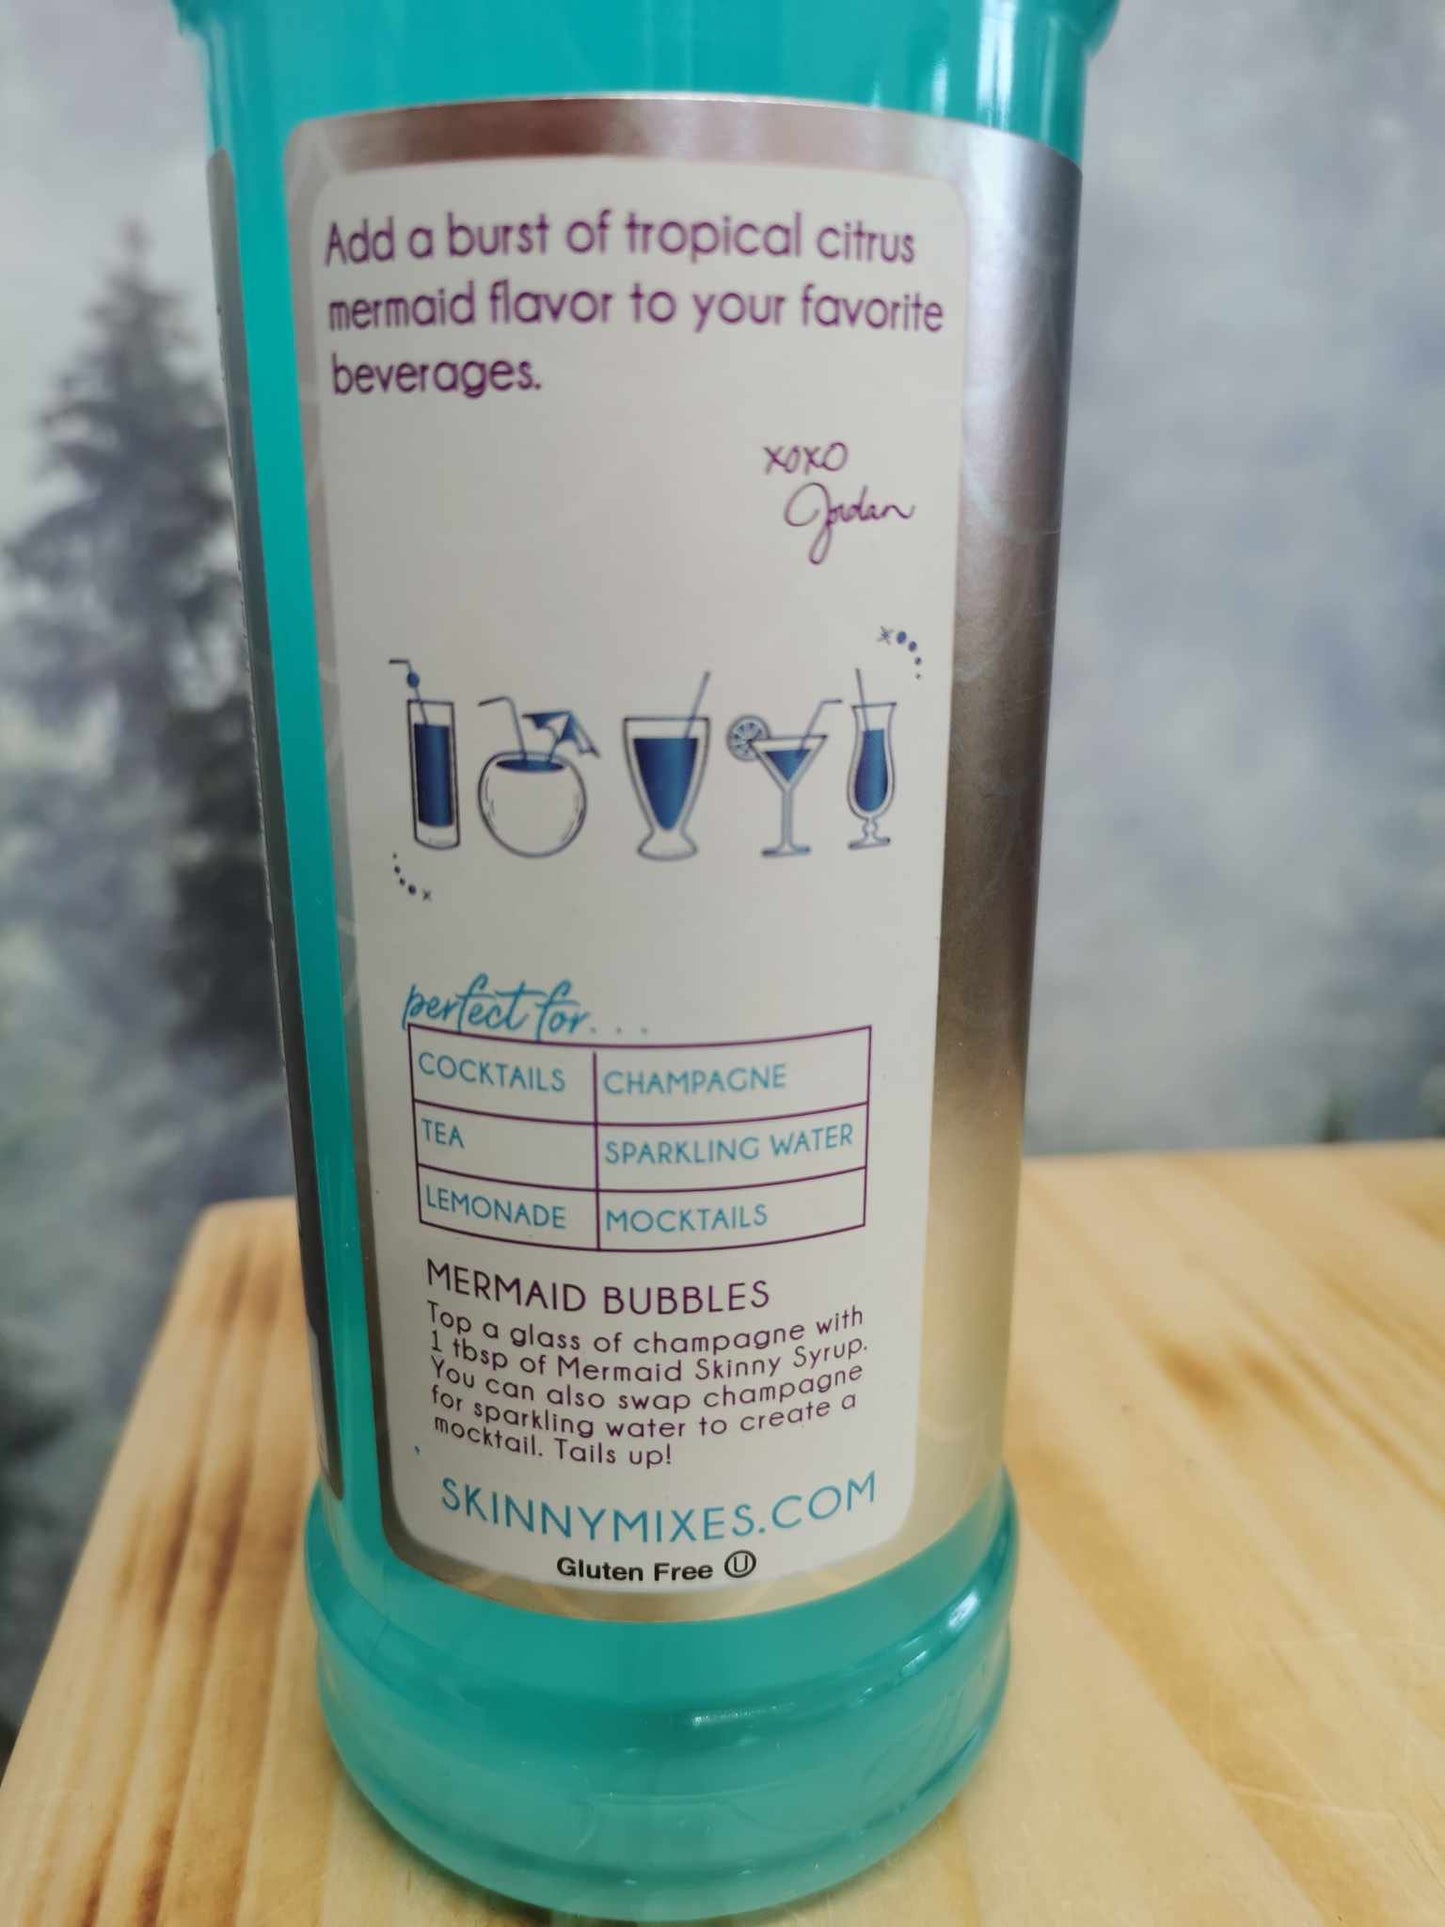 Add a burst of tropical citrus
mermaid flavor to your favorite
beverages.
xoxo
Jordan
perfect for. . .
COCKTAILS CHAMPAGNE
TEA SPARKLING WATER
LEMONADE MOCKTAILS
MERMAID BUBBLES
Top a glass of champagne with
1 tbsp of Mermaid Skinny Syrup.
You can also swap champagne
for sparkling water to create a
mocktail. Tails up!
SKINNYMIXES.COM
Gluten Free Ⓤ